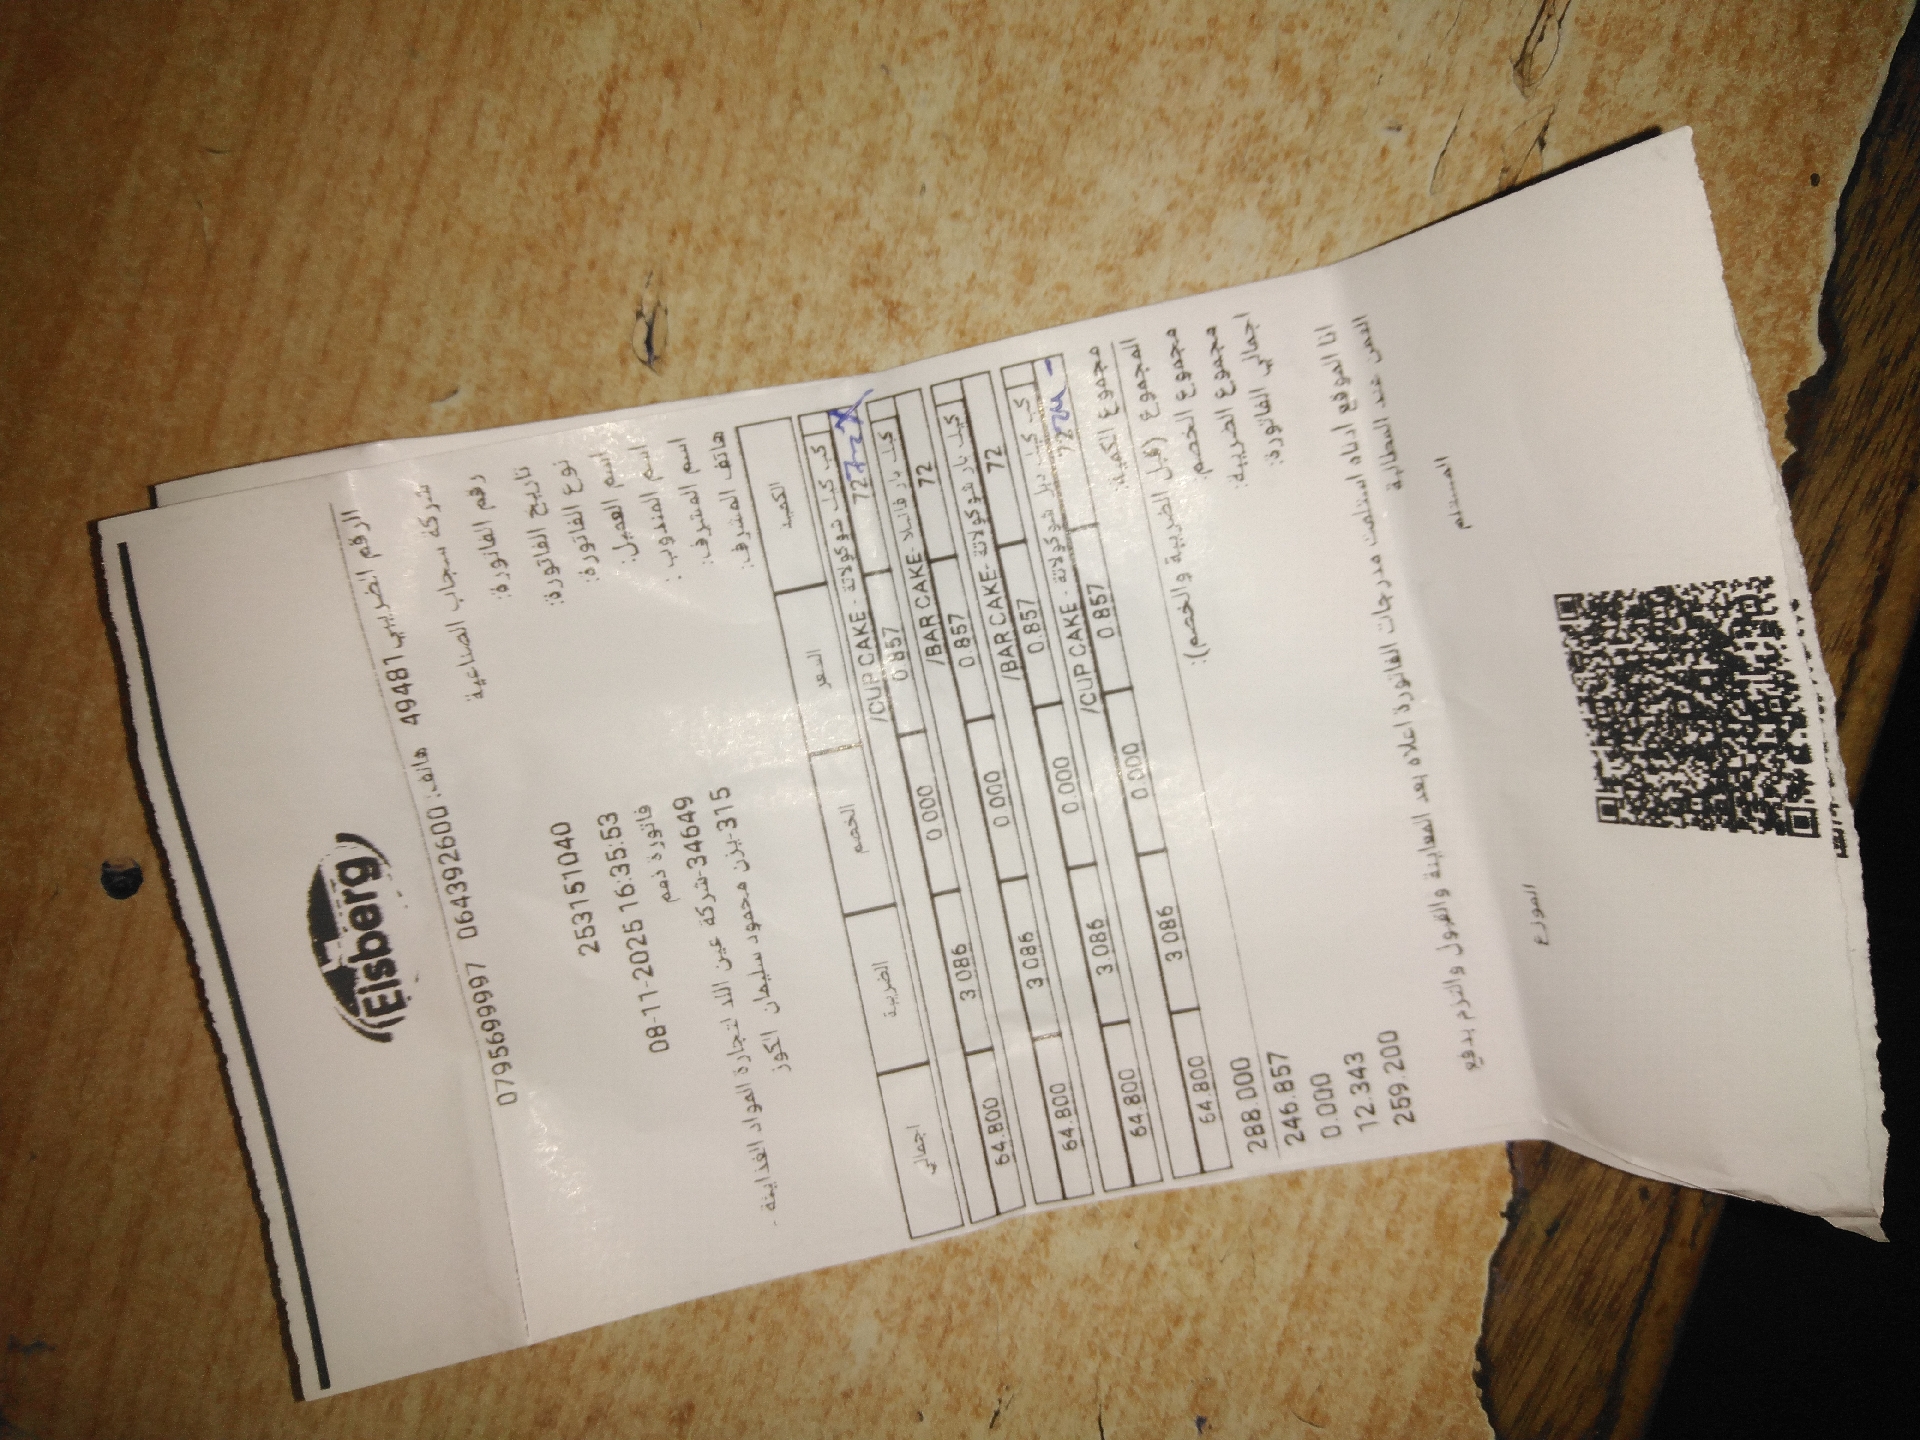 Eisberg
الرقم الضريبي 49481 هاتف: 064392600 0795699997
شركة سجاب الصناعية
رقم الفاتورة: 253151040
تاريخ الفاتورة: 08-11-2025 16:35:53
نوع الفاتورة: فاتورة ذمم
اسم العميل: 34649-شركة عين اللد لتجارة المواد الغذائية -
اسم المندوب : 315-يزن محمود سليمان الكوز
اسم المشرف:
هاتف المشرف:
الكمية السعر الخصم الضريبة اجمالي
كب كيك شوكولاتة - CUP CAKE/
72 0.857 0.000 3.086 64.800
كيك بار فانيلا- BAR CAKE/
72 0.857 0.000 3.086 64.800
كيك بار شوكولاتة- BAR CAKE/
72 0.857 0.000 3.086 64.800
كب كيك دبل شوكولاتة - CUP CAKE/
72 0.857 0.000 3.086 64.800
مجموع الكمية: 288.000
المجموع (قبل الضريبة والخصم): 246.857
مجموع الخصم: 0.000
مجموع الضريبة: 12.343
اجمالي الفاتورة: 259.200
انا الموقع ادناه استلمت مدرجات الفاتورة اعلاه بعد المعاينة والقبول والتزم بدفع
الثمن عند المطالبة
المستلم الموزع